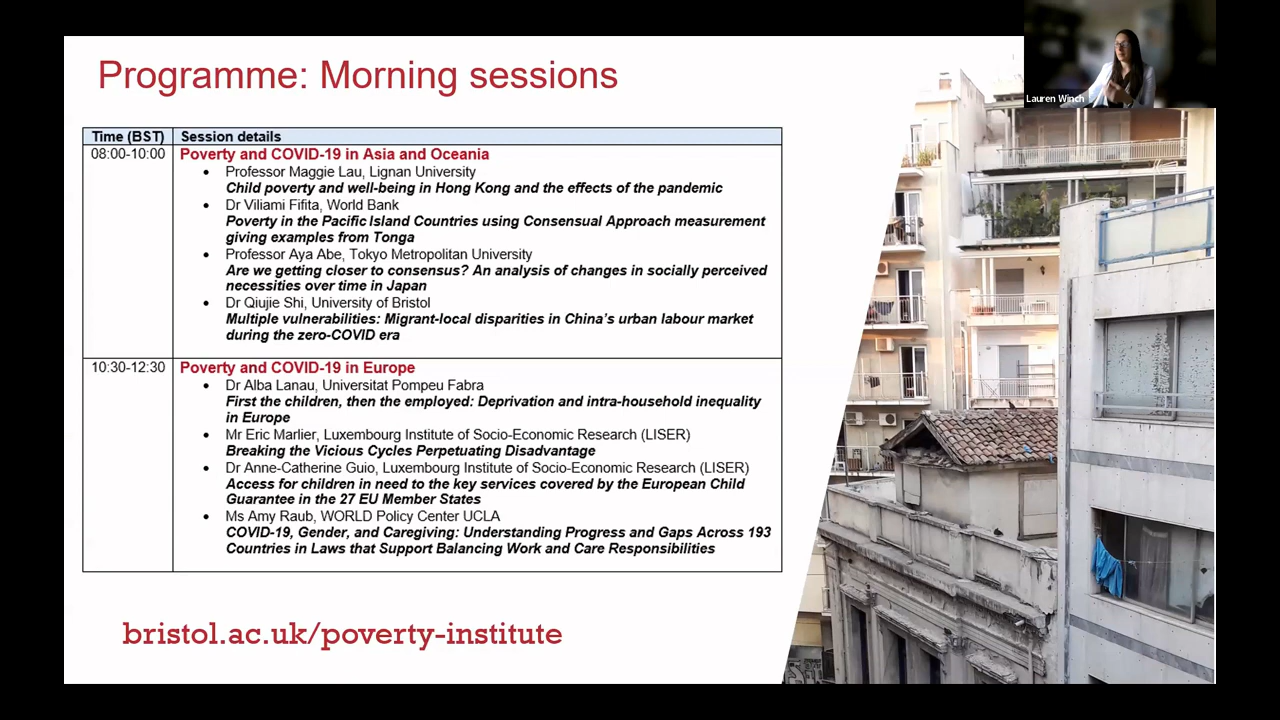 Programme: Morning sessions
Lauren Winch
Time (BST) Session details
08:00-10:00 Poverty and COVID-19 in Asia and Oceania
• Professor Maggie Lau, Lignan University
Child poverty and well-being in Hong Kong and the effects of the pandemic
• Dr Viliami Fifita, World Bank
Poverty in the Pacific Island Countries using Consensual Approach measurement
giving examples from Tonga
• Professor Aya Abe, Tokyo Metropolitan University
Are we getting closer to consensus? An analysis of changes in socially perceived
necessities over time in Japan
• Dr Qiujie Shi, University of Bristol
Multiple vulnerabilities: Migrant-local disparities in China's urban labour market
during the zero-COVID era
10:30-12:30 Poverty and COVID-19 in Europe
• Dr Alba Lanau, Universitat Pompeu Fabra
First the children, then the employed: Deprivation and intra-household inequality
in Europe
• Mr Eric Marlier, Luxembourg Institute of Socio-Economic Research (LISER)
Breaking the Vicious Cycles Perpetuating Disadvantage
• Dr Anne-Catherine Guio, Luxembourg Institute of Socio-Economic Research (LISER)
Access for children in need to the key services covered by the European Child
Guarantee in the 27 EU Member States
• Ms Amy Raub, WORLD Policy Center UCLA
COVID-19, Gender, and Caregiving: Understanding Progress and Gaps Across 193
Countries in Laws that Support Balancing Work and Care Responsibilities
bristol.ac.uk/poverty-institute